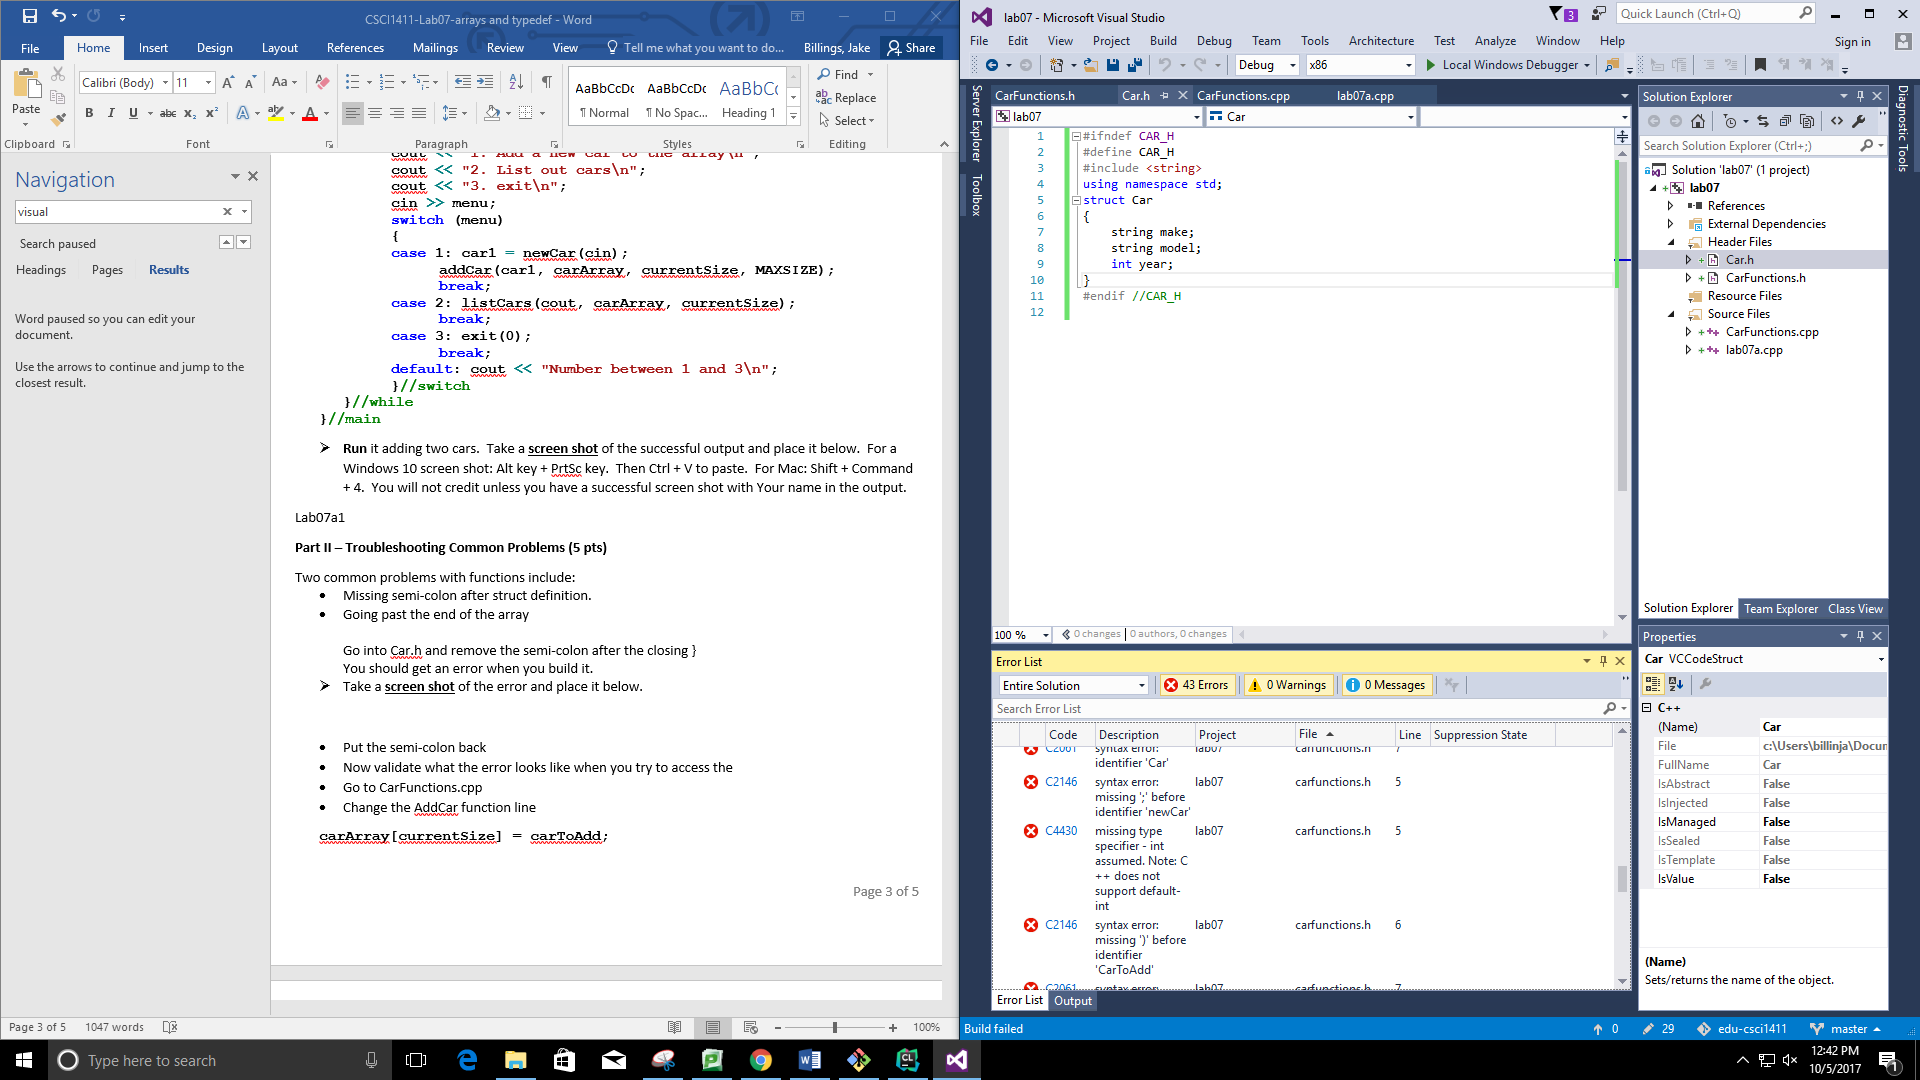 CSCI1411-Lab07-arrays and typedef - Word
File Home Insert Design Layout References Mailings Review View Tell me what you want to do... Billings, Jake Share
Paste
Calibri (Body) 11 Aa
B I U abc x₂ x² A A
AaBbCcDc AaBbCcDc AaBbCc
¶ Normal ¶ No Spac... Heading 1
Find
Replace
Select
Clipboard Font Paragraph Styles Editing
Navigation
visual
Search paused
Headings Pages Results
Word paused so you can edit your
document.
Use the arrows to continue and jump to the
closest result.
cout << "1. Add a new car to the array\n";
cout << "2. List out cars\n";
cout << "3. exit\n";
cin >> menu;
switch (menu)
{
case 1: car1 = newCar(cin);
addCar(car1, carArray, currentSize, MAXSIZE);
break;
case 2: listCars(cout, carArray, currentSize);
break;
case 3: exit(0);
break;
default: cout << "Number between 1 and 3\n";
}//switch
}//while
}//main
➢ Run it adding two cars. Take a screen shot of the successful output and place it below. For a
Windows 10 screen shot: Alt key + PrtSc key. Then Ctrl + V to paste. For Mac: Shift + Command
+ 4. You will not credit unless you have a successful screen shot with Your name in the output.
Lab07a1
Part II – Troubleshooting Common Problems (5 pts)
Two common problems with functions include:
• Missing semi-colon after struct definition.
• Going past the end of the array
Go into Car.h and remove the semi-colon after the closing }
You should get an error when you build it.
➢ Take a screen shot of the error and place it below.
• Put the semi-colon back
• Now validate what the error looks like when you try to access the
• Go to CarFunctions.cpp
• Change the AddCar function line
carArray[currentSize] = carToAdd;
Page 3 of 5
Page 3 of 5 1047 words 100%
Type here to search
lab07 - Microsoft Visual Studio
3
Quick Launch (Ctrl+Q)
File Edit View Project Build Debug Team Tools Architecture Test Analyze Window Help Sign in
Debug x86 Local Windows Debugger
Server Explorer
Toolbox
CarFunctions.h Car.h CarFunctions.cpp lab07a.cpp
lab07 Car
1 #ifndef CAR_H
2 #define CAR_H
3 #include <string>
4 using namespace std;
5 struct Car
6 {
7 string make;
8 string model;
9 int year;
10 }
11 #endif //CAR_H
12
100 % 0 changes | 0 authors, 0 changes
Error List
Entire Solution 43 Errors 0 Warnings 0 Messages
Search Error List
Code Description Project File Line Suppression State
C2061 syntax error: lab07 carfunctions.h 7
identifier 'Car'
C2146 syntax error: lab07 carfunctions.h 5
missing ';' before
identifier 'newCar'
C4430 missing type lab07 carfunctions.h 5
specifier - int
assumed. Note: C
++ does not
support default-
int
C2146 syntax error: lab07 carfunctions.h 6
missing ')' before
identifier
'CarToAdd'
C2061 syntax error: lab07 carfunctions.h 7
Error List Output
Build failed 0 29 edu-csci1411 master
Solution Explorer
Search Solution Explorer (Ctrl+;)
Solution 'lab07' (1 project)
lab07
References
External Dependencies
Header Files
Car.h
CarFunctions.h
Resource Files
Source Files
CarFunctions.cpp
lab07a.cpp
Solution Explorer Team Explorer Class View
Properties
Car VCCodeStruct
C++
(Name) Car
File c:\Users\billinja\Docum
FullName Car
IsAbstract False
IsInjected False
IsManaged False
IsSealed False
IsTemplate False
IsValue False
(Name)
Sets/returns the name of the object.
Diagnostic Tools
12:42 PM
10/5/2017
1